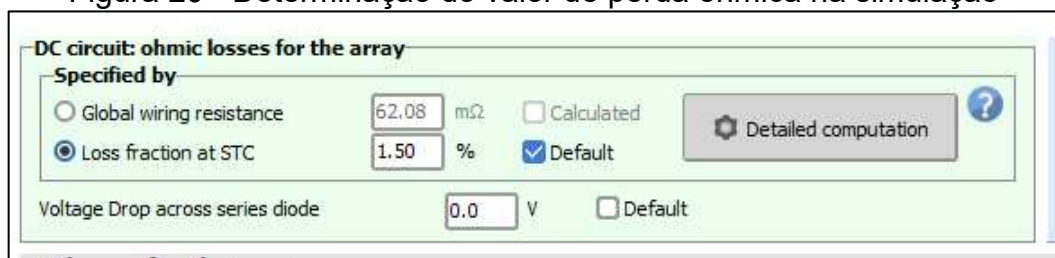 DC circuit: ohmic losses for the array
Specified by
Global wiring resistance 62.08 mΩ Calculated
Loss fraction at STC 1.50 % Default
Detailed computation
?
Voltage Drop across series diode 0.0 V Default